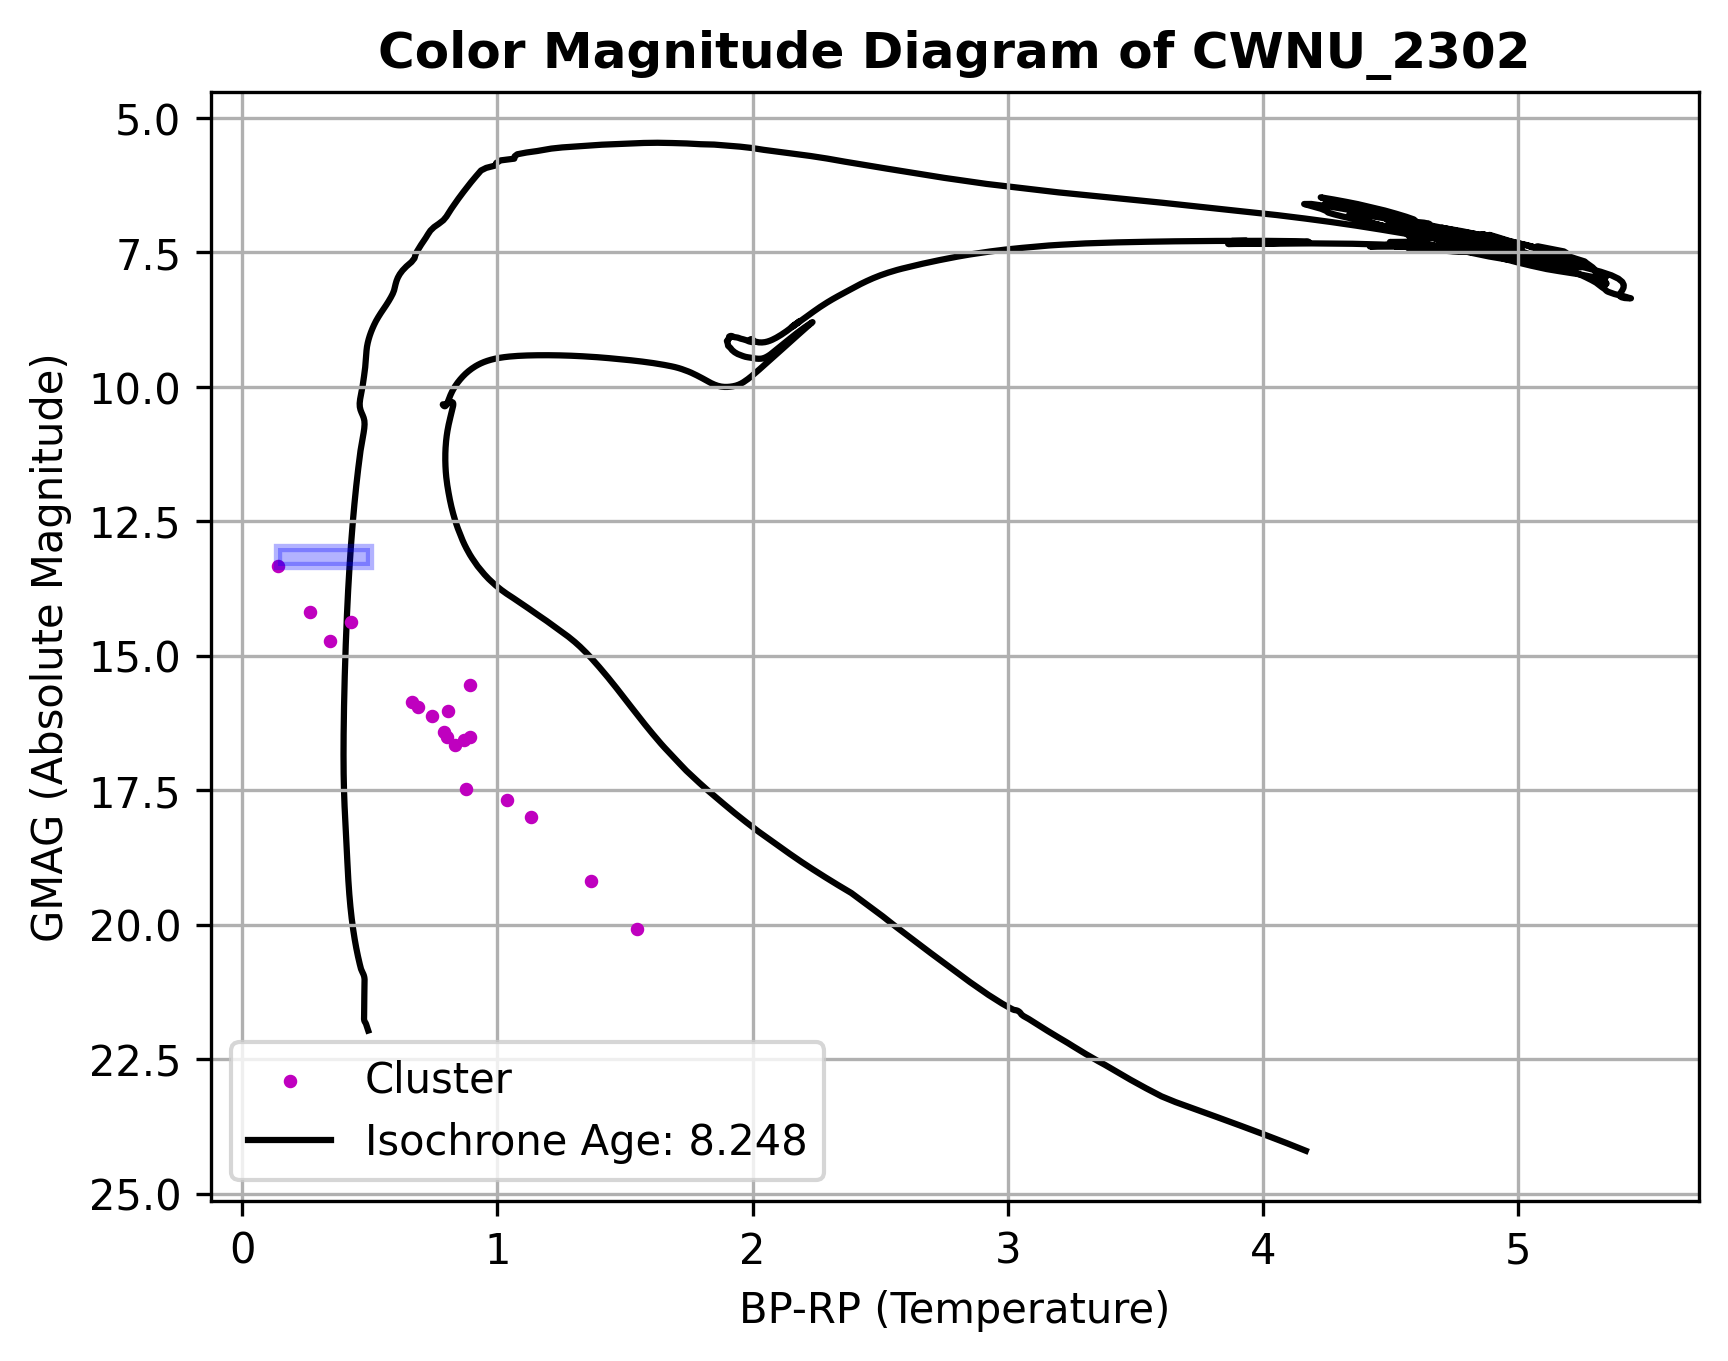 Color Magnitude Diagram of CWNU_2302
GMAG (Absolute Magnitude)
5.0
7.5
10.0
12.5
15.0
17.5
20.0
22.5
25.0
Cluster
Isochrone Age: 8.248
0 1 2 3 4 5
BP-RP (Temperature)